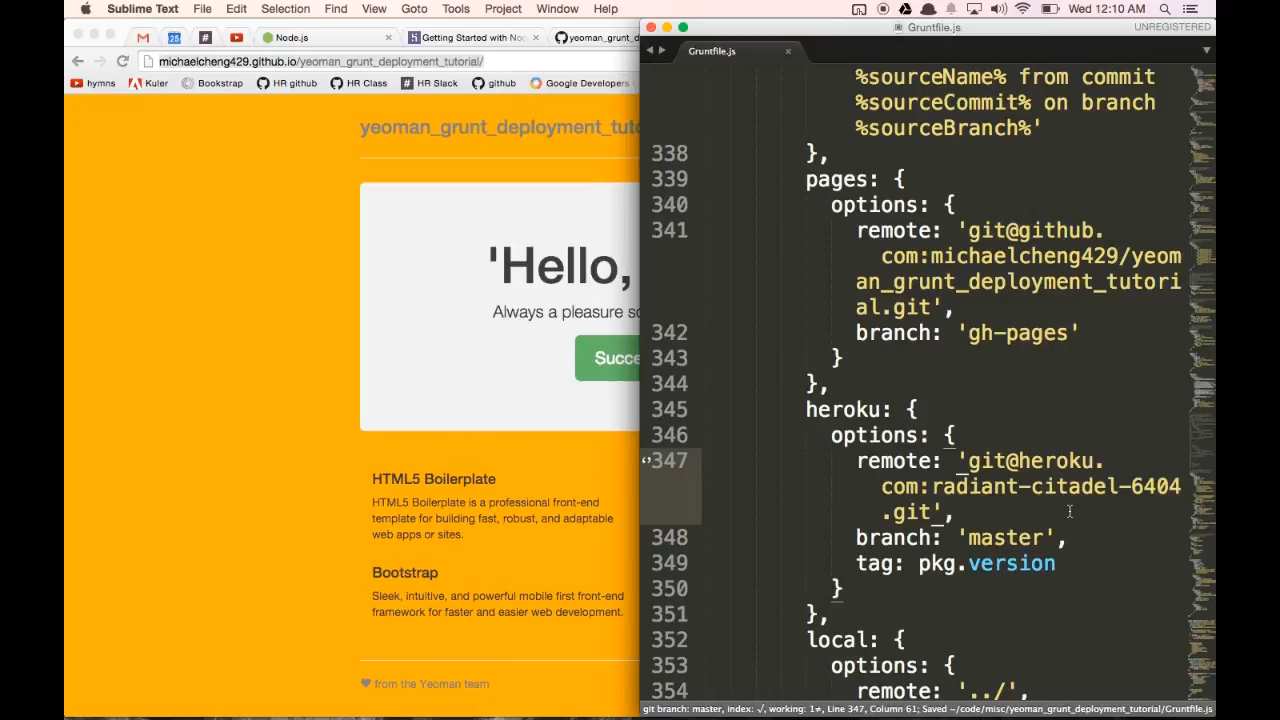 Sublime Text File Edit Selection Find View Goto Tools Project Window Help Wed 12:10 AM
Node.js Getting Started with Noc yeoman_grunt_d
michaelcheng429.github.io/yeoman_grunt_deployment_tutorial/
hymns Kuler Bootstrap HR github HR Class HR Slack github Google Developers
yeoman_grunt_deployment_tuto
'Hello,
Always a pleasure sc
Succe
HTML5 Boilerplate
HTML5 Boilerplate is a professional front-end
template for building fast, robust, and adaptable
web apps or sites.
Bootstrap
Sleek, intuitive, and powerful mobile first front-end
framework for faster and easier web development.
from the Yeoman team
Gruntfile.js UNREGISTERED
Gruntfile.js
%sourceName% from commit
%sourceCommit% on branch
%sourceBranch%'
338 },
339 pages: {
340 options: {
341 remote: 'git@github.
com:michaelcheng429/yeom
an_grunt_deployment_tutori
al.git',
342 branch: 'gh-pages'
343 }
344 },
345 heroku: {
346 options: {
347 remote: 'git@heroku.
com:radiant-citadel-6404
.git',
348 branch: 'master',
349 tag: pkg.version
350 }
351 },
352 local: {
353 options: {
354 remote: '../',
git branch: master, index: √, working: 1≠, Line 347, Column 61; Saved ~/code/misc/yeoman_grunt_deployment_tutorial/Gruntfile.js